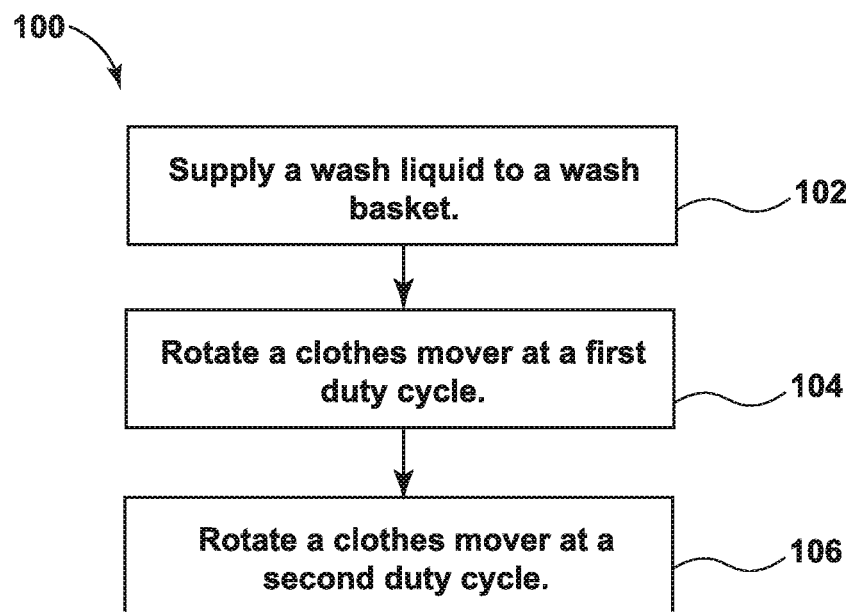 100
Supply a wash liquid to a wash
basket.
102
Rotate a clothes mover at a first
duty cycle.
104
Rotate a clothes mover at a
second duty cycle.
106